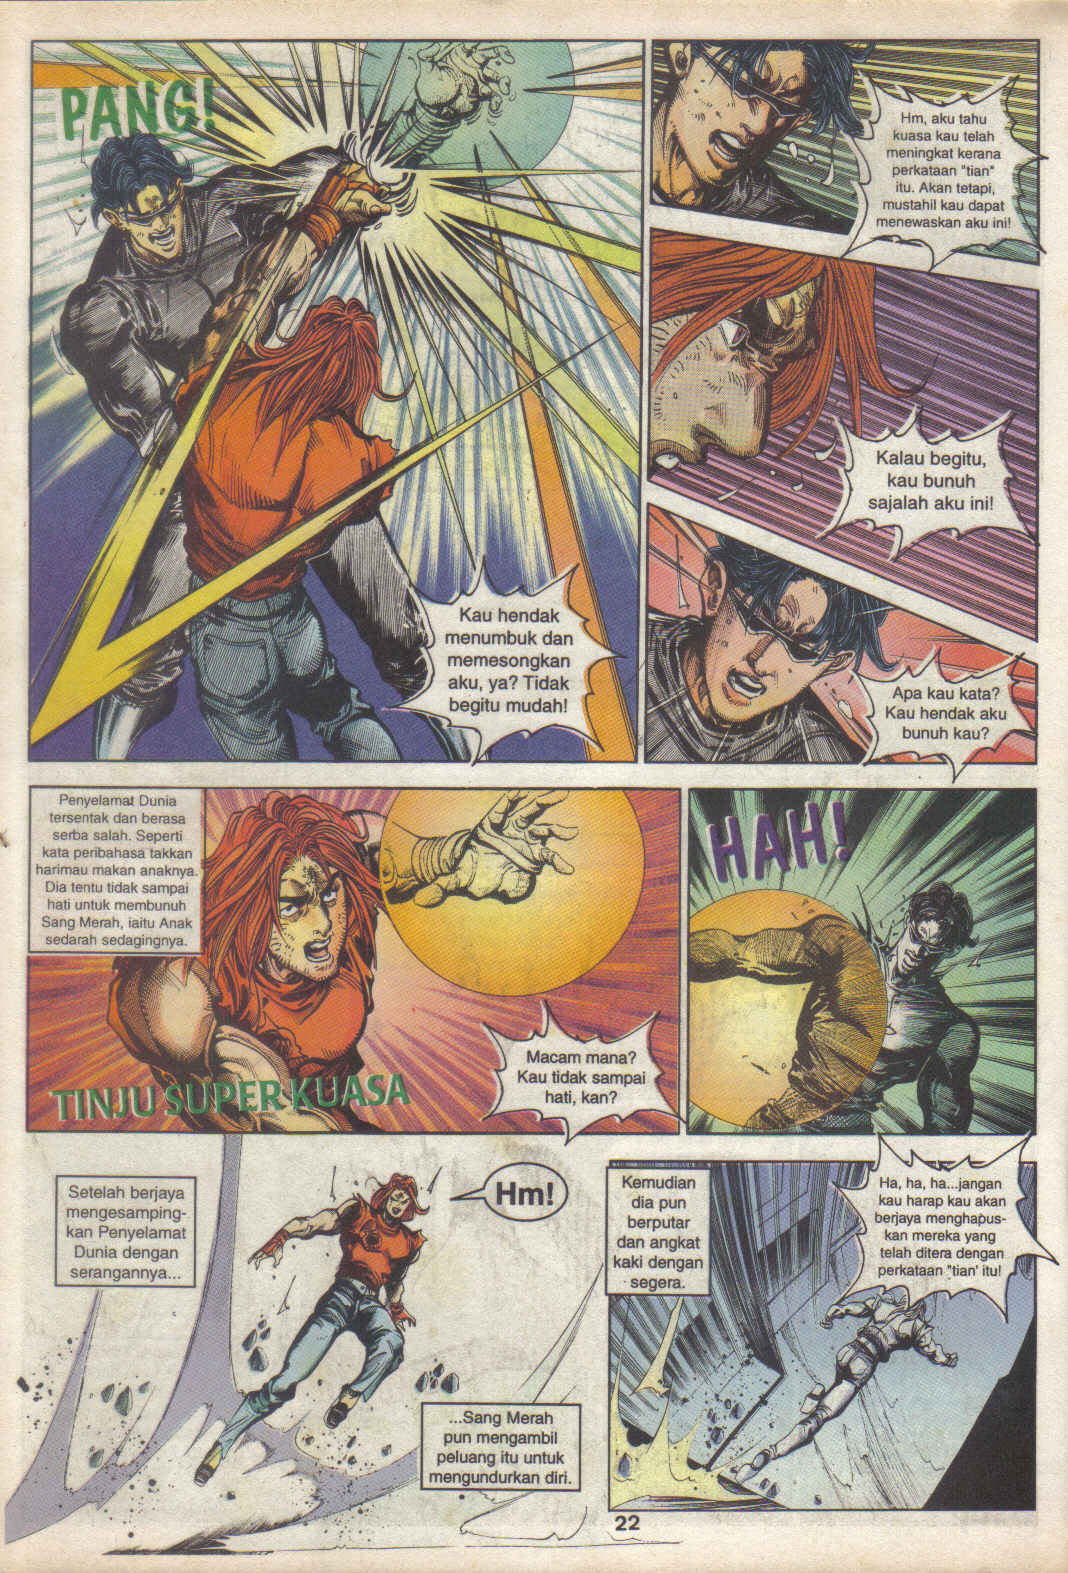 PANG!
Kau hendak
menumbuk dan
memesongkan
aku, ya? Tidak
begitu mudah!
Hm, aku tahu
kuasa kau telah
meningkat kerana
perkataan "tian"
itu. Akan tetapi,
mustahil kau dapat
menewaskan aku ini!
Kalau begitu,
kau bunuh
sajalah aku ini!
Apa kau kata?
Kau hendak aku
bunuh kau?
Penyelamat Dunia
tersentak dan berasa
serba salah. Seperti
kata peribahasa takkan
harimau makan anaknya.
Dia tentu tidak sampai
hati untuk membunuh
Sang Merah, iaitu Anak
sedarah sedagingnya.
Macam mana?
Kau tidak sampai
hati, kan?
TINJU SUPER KUASA
HAH!
Setelah berjaya
mengesamping-
kan Penyelamat
Dunia dengan
serangannya...
Hm!
...Sang Merah
pun mengambil
peluang itu untuk
mengundurkan diri.
Kemudian
dia pun
berputar
dan angkat
kaki dengan
segera.
Ha, ha, ha...jangan
kau harap kau akan
berjaya menghapus-
kan mereka yang
telah ditera dengan
perkataan "tian' itu!
22